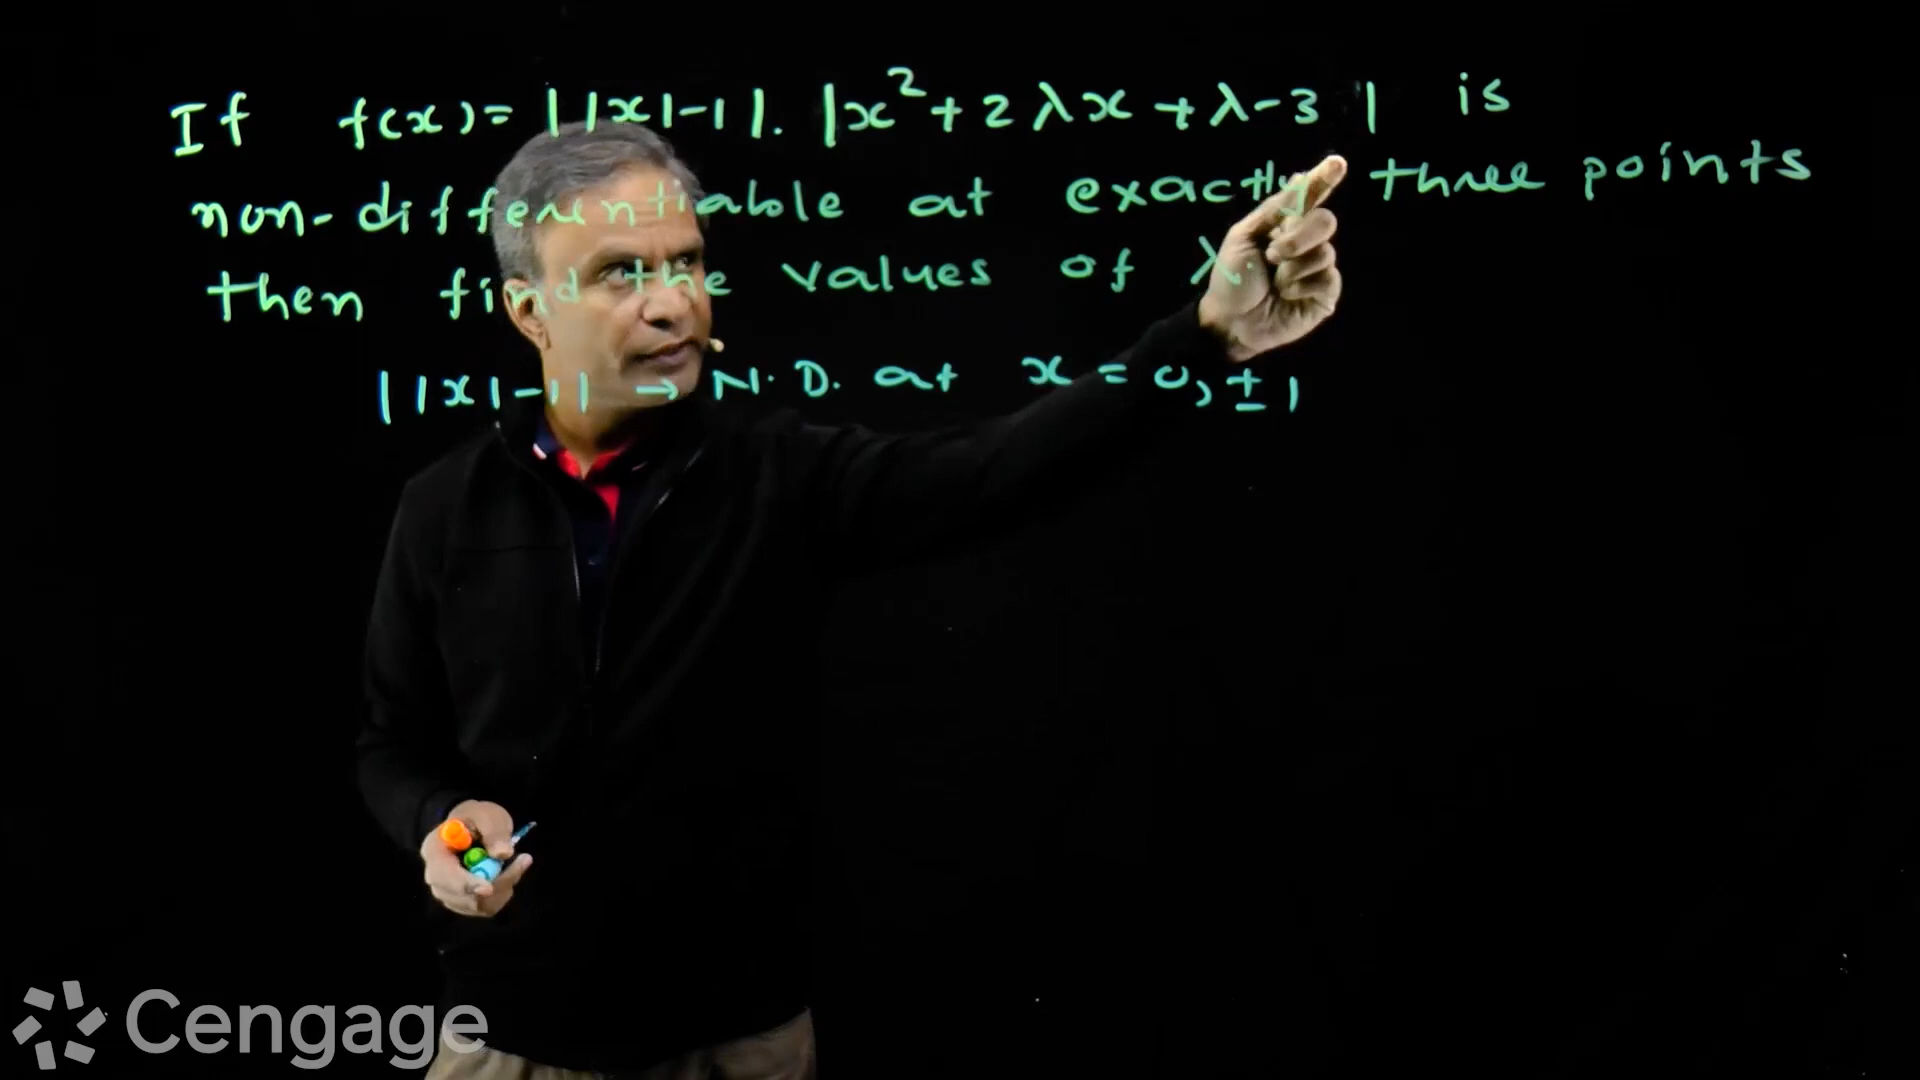 If f(x) = ||x|-1|. |x² + 2λx + λ-3| is
non-differentiable at exactly three points
then find the values of λ.
||x|-1| → N.D. at x = 0, ± 1
Cengage